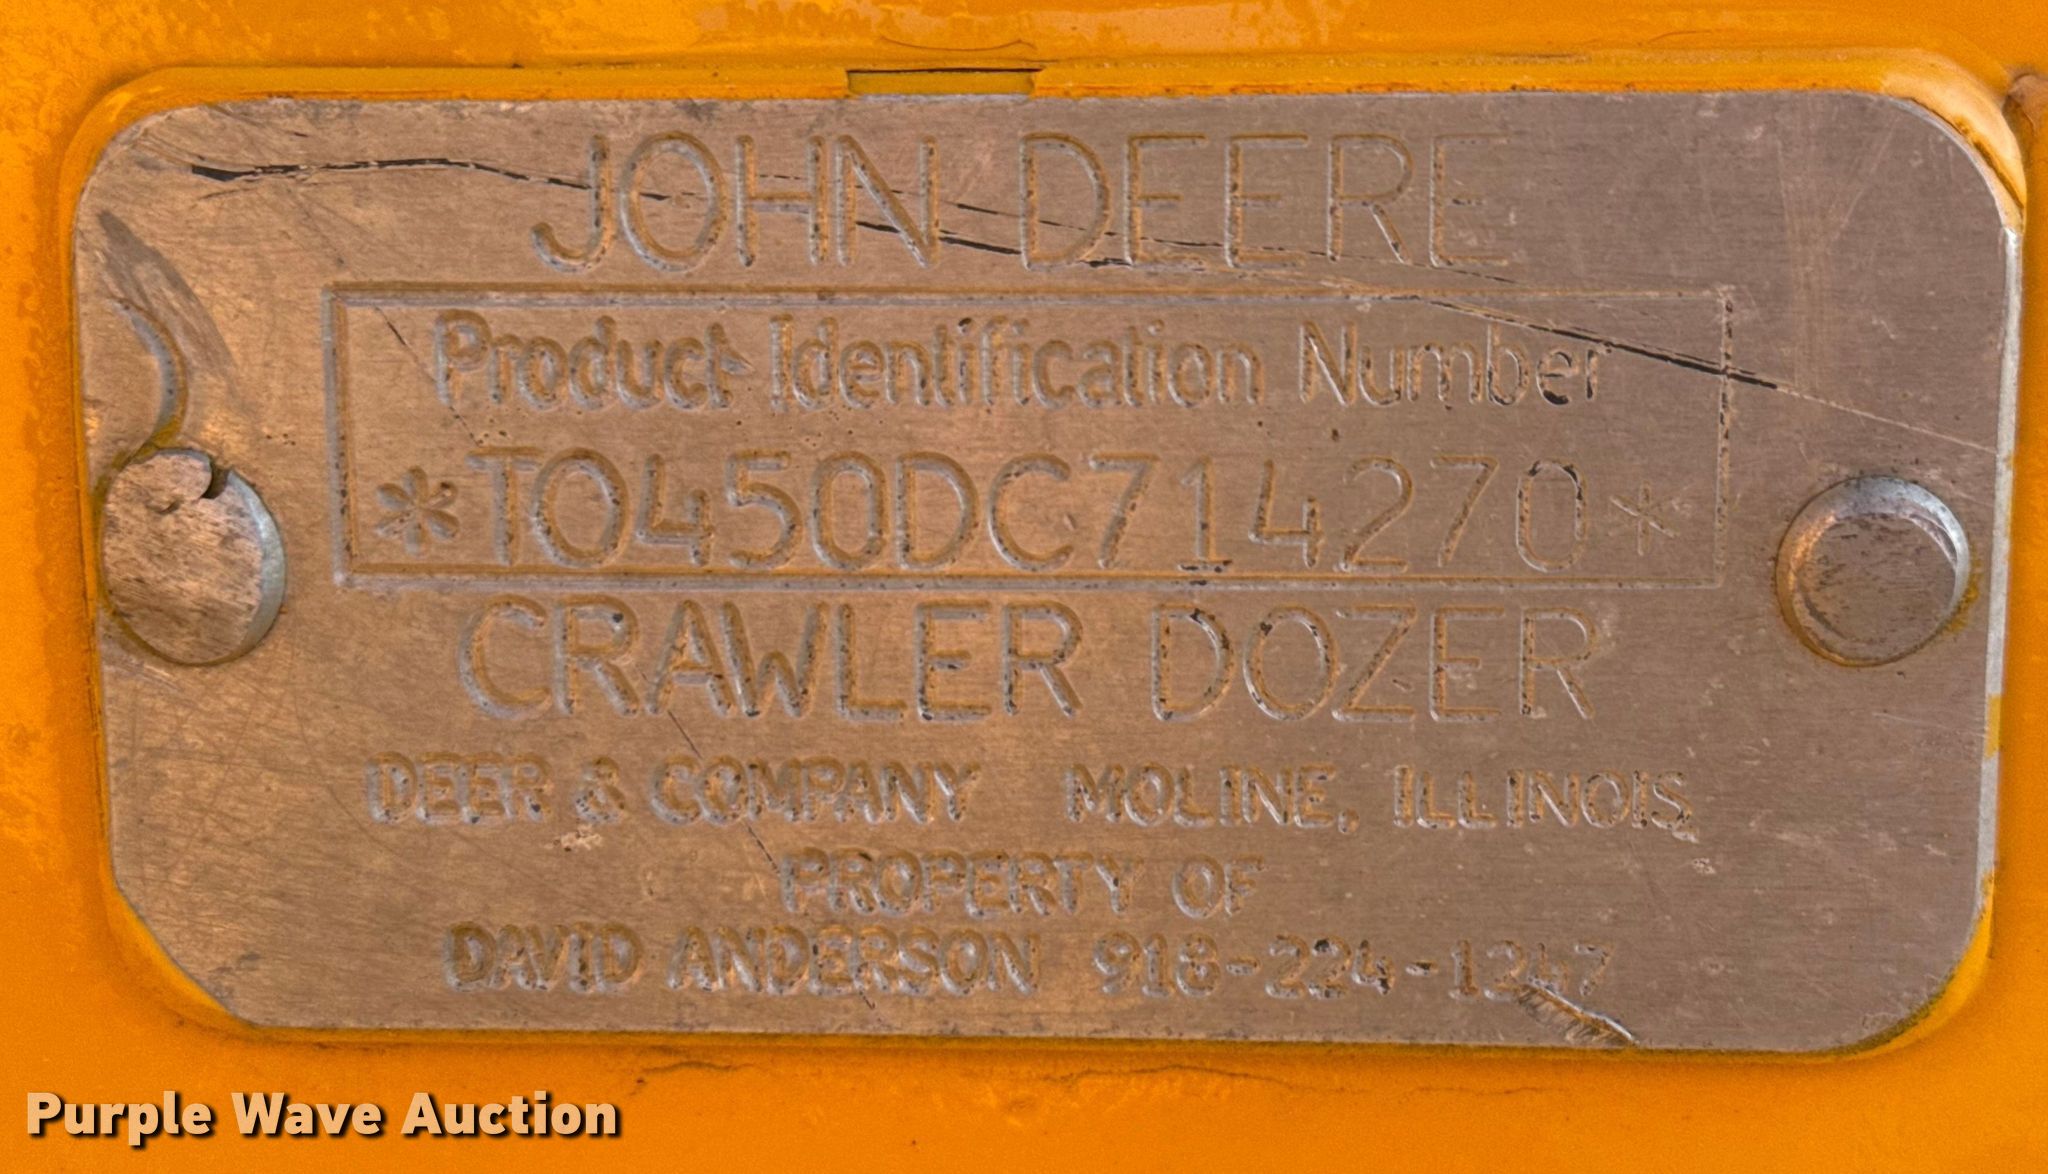 JOHN DEERE
Product Identification Number
*TO450DC714270*
CRAWLER DOZER
DEER & COMPANY MOLINE, ILLINOIS
PROPERTY OF
DAVID ANDERSON 918-224-1247
Purple Wave Auction